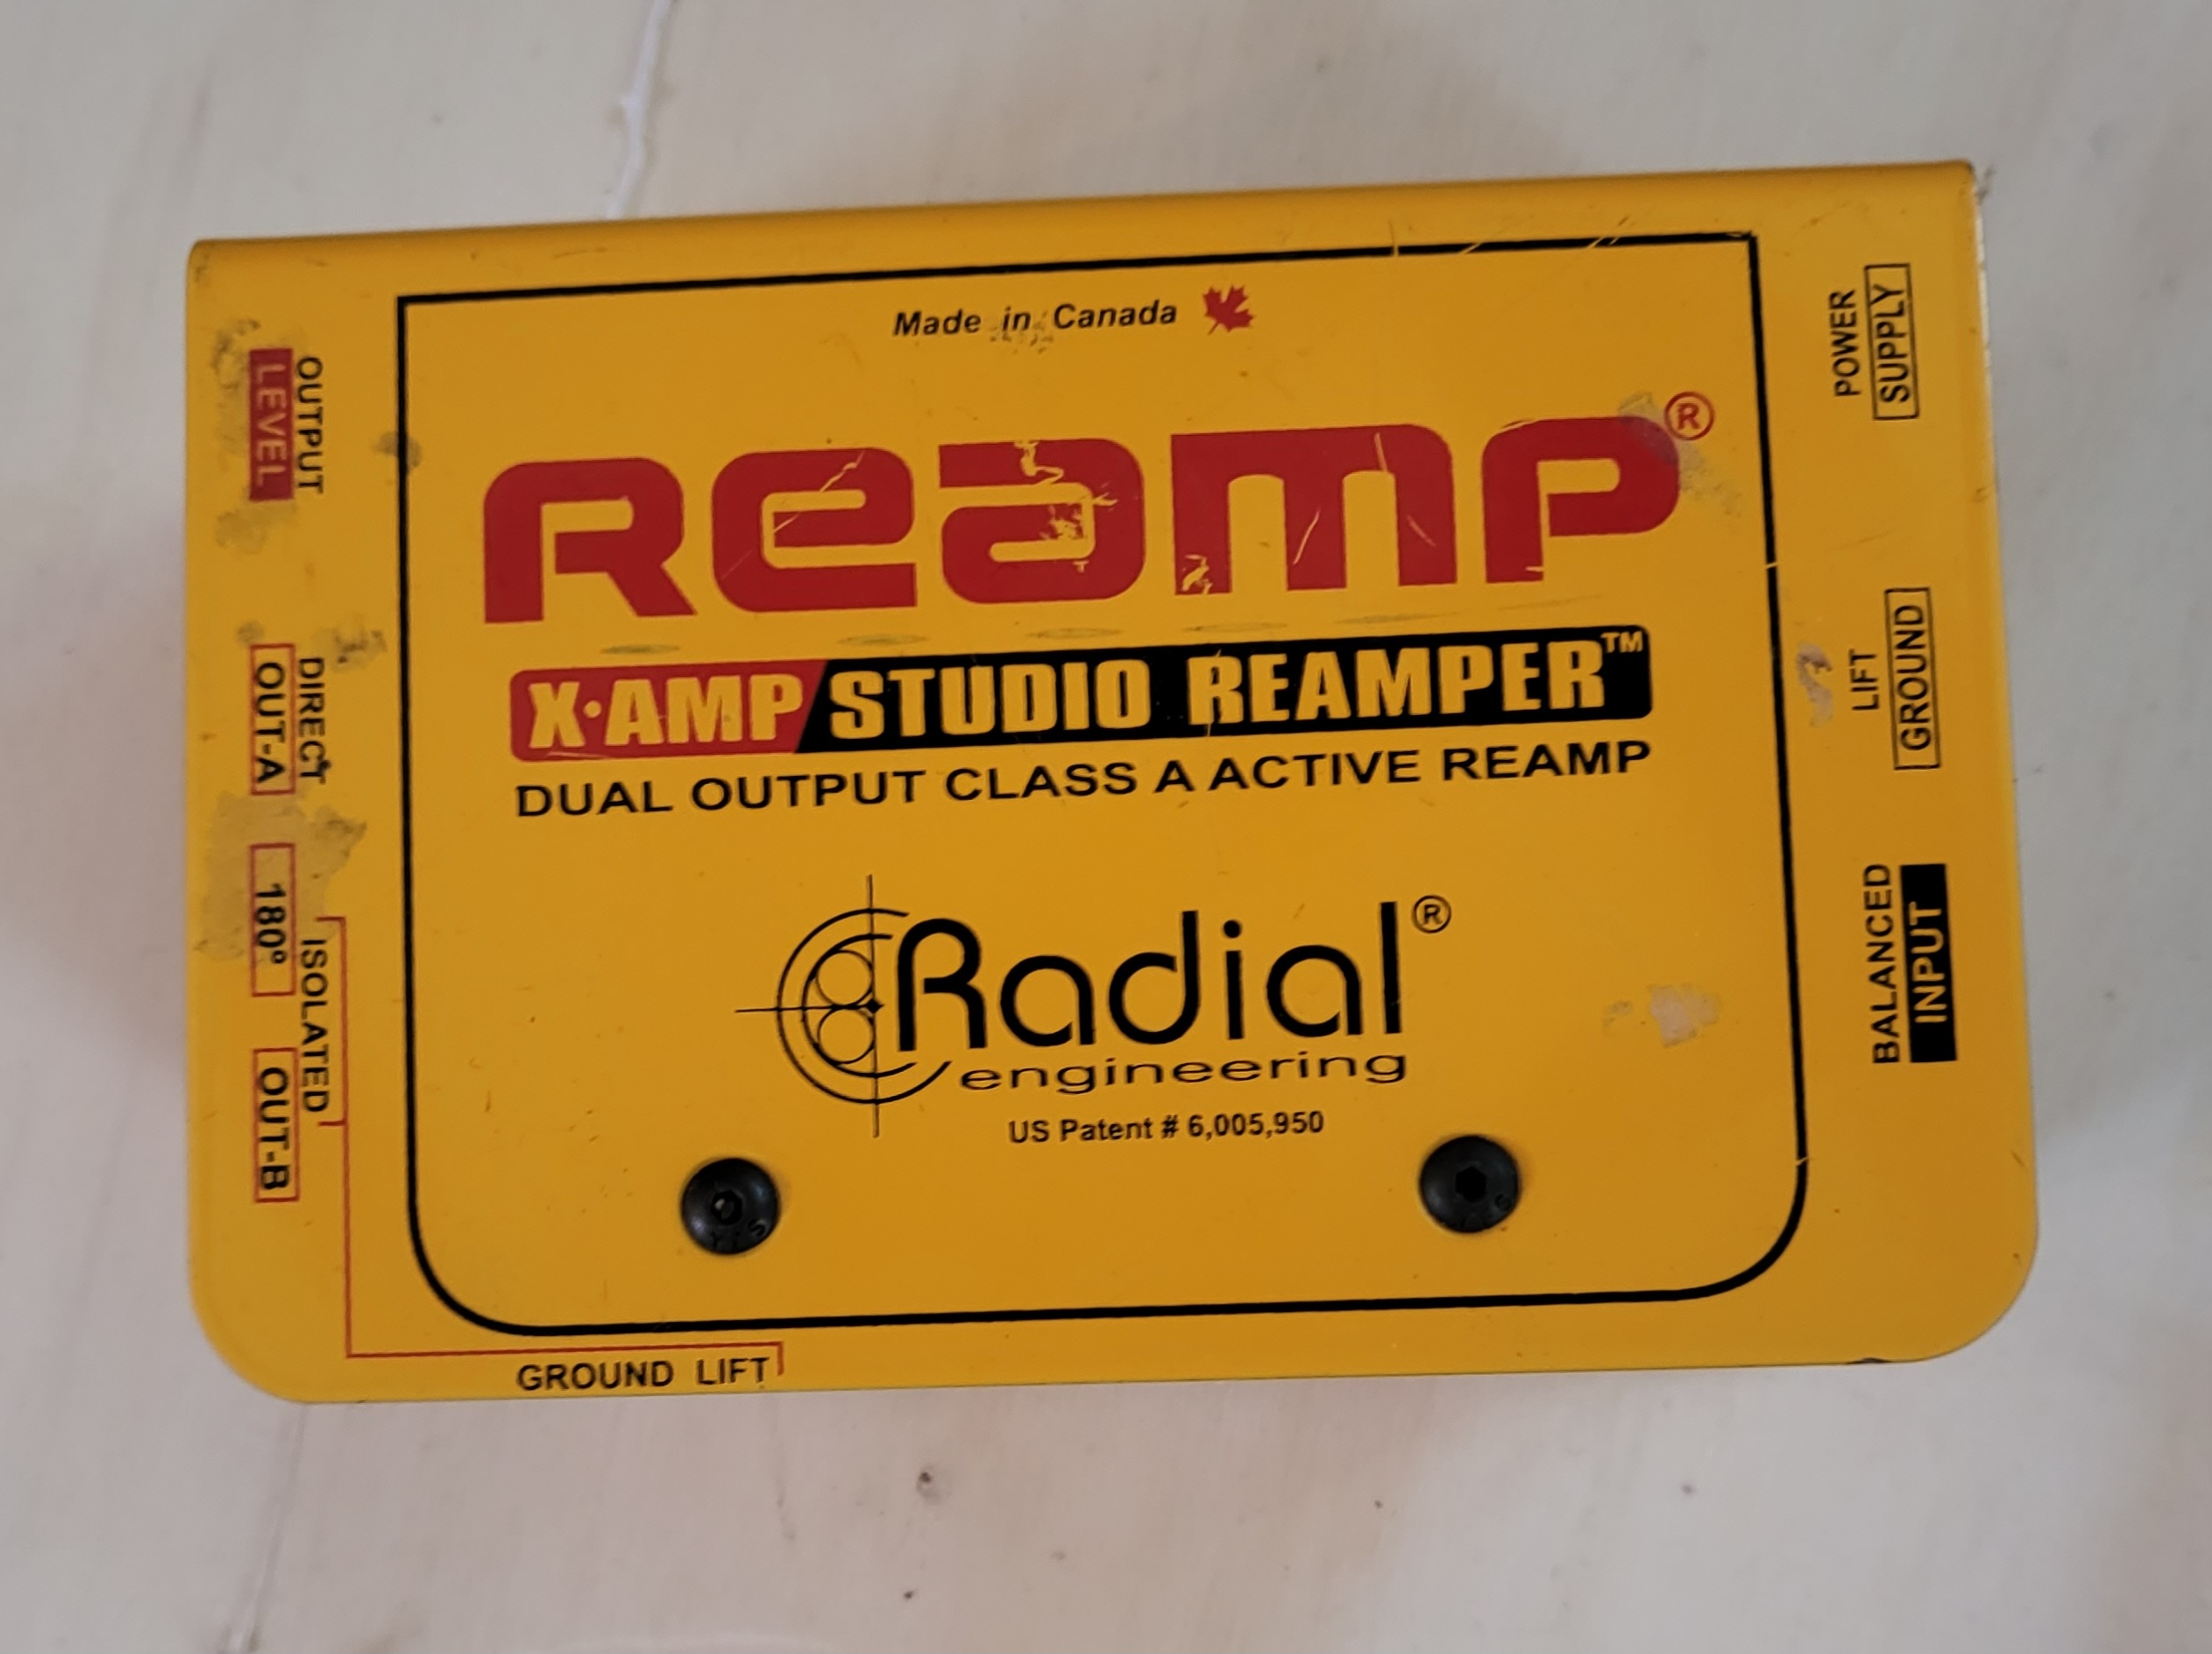 Made in Canada
Reamp®
X·AMP STUDIO REAMPER™
DUAL OUTPUT CLASS A ACTIVE REAMP
Radial®
engineering
US Patent # 6,005,950
OUTPUT
LEVEL
DIRECT
OUT-A
180°
ISOLATED
OUT-B
GROUND LIFT
POWER
SUPPLY
LIFT
GROUND
BALANCED
INPUT